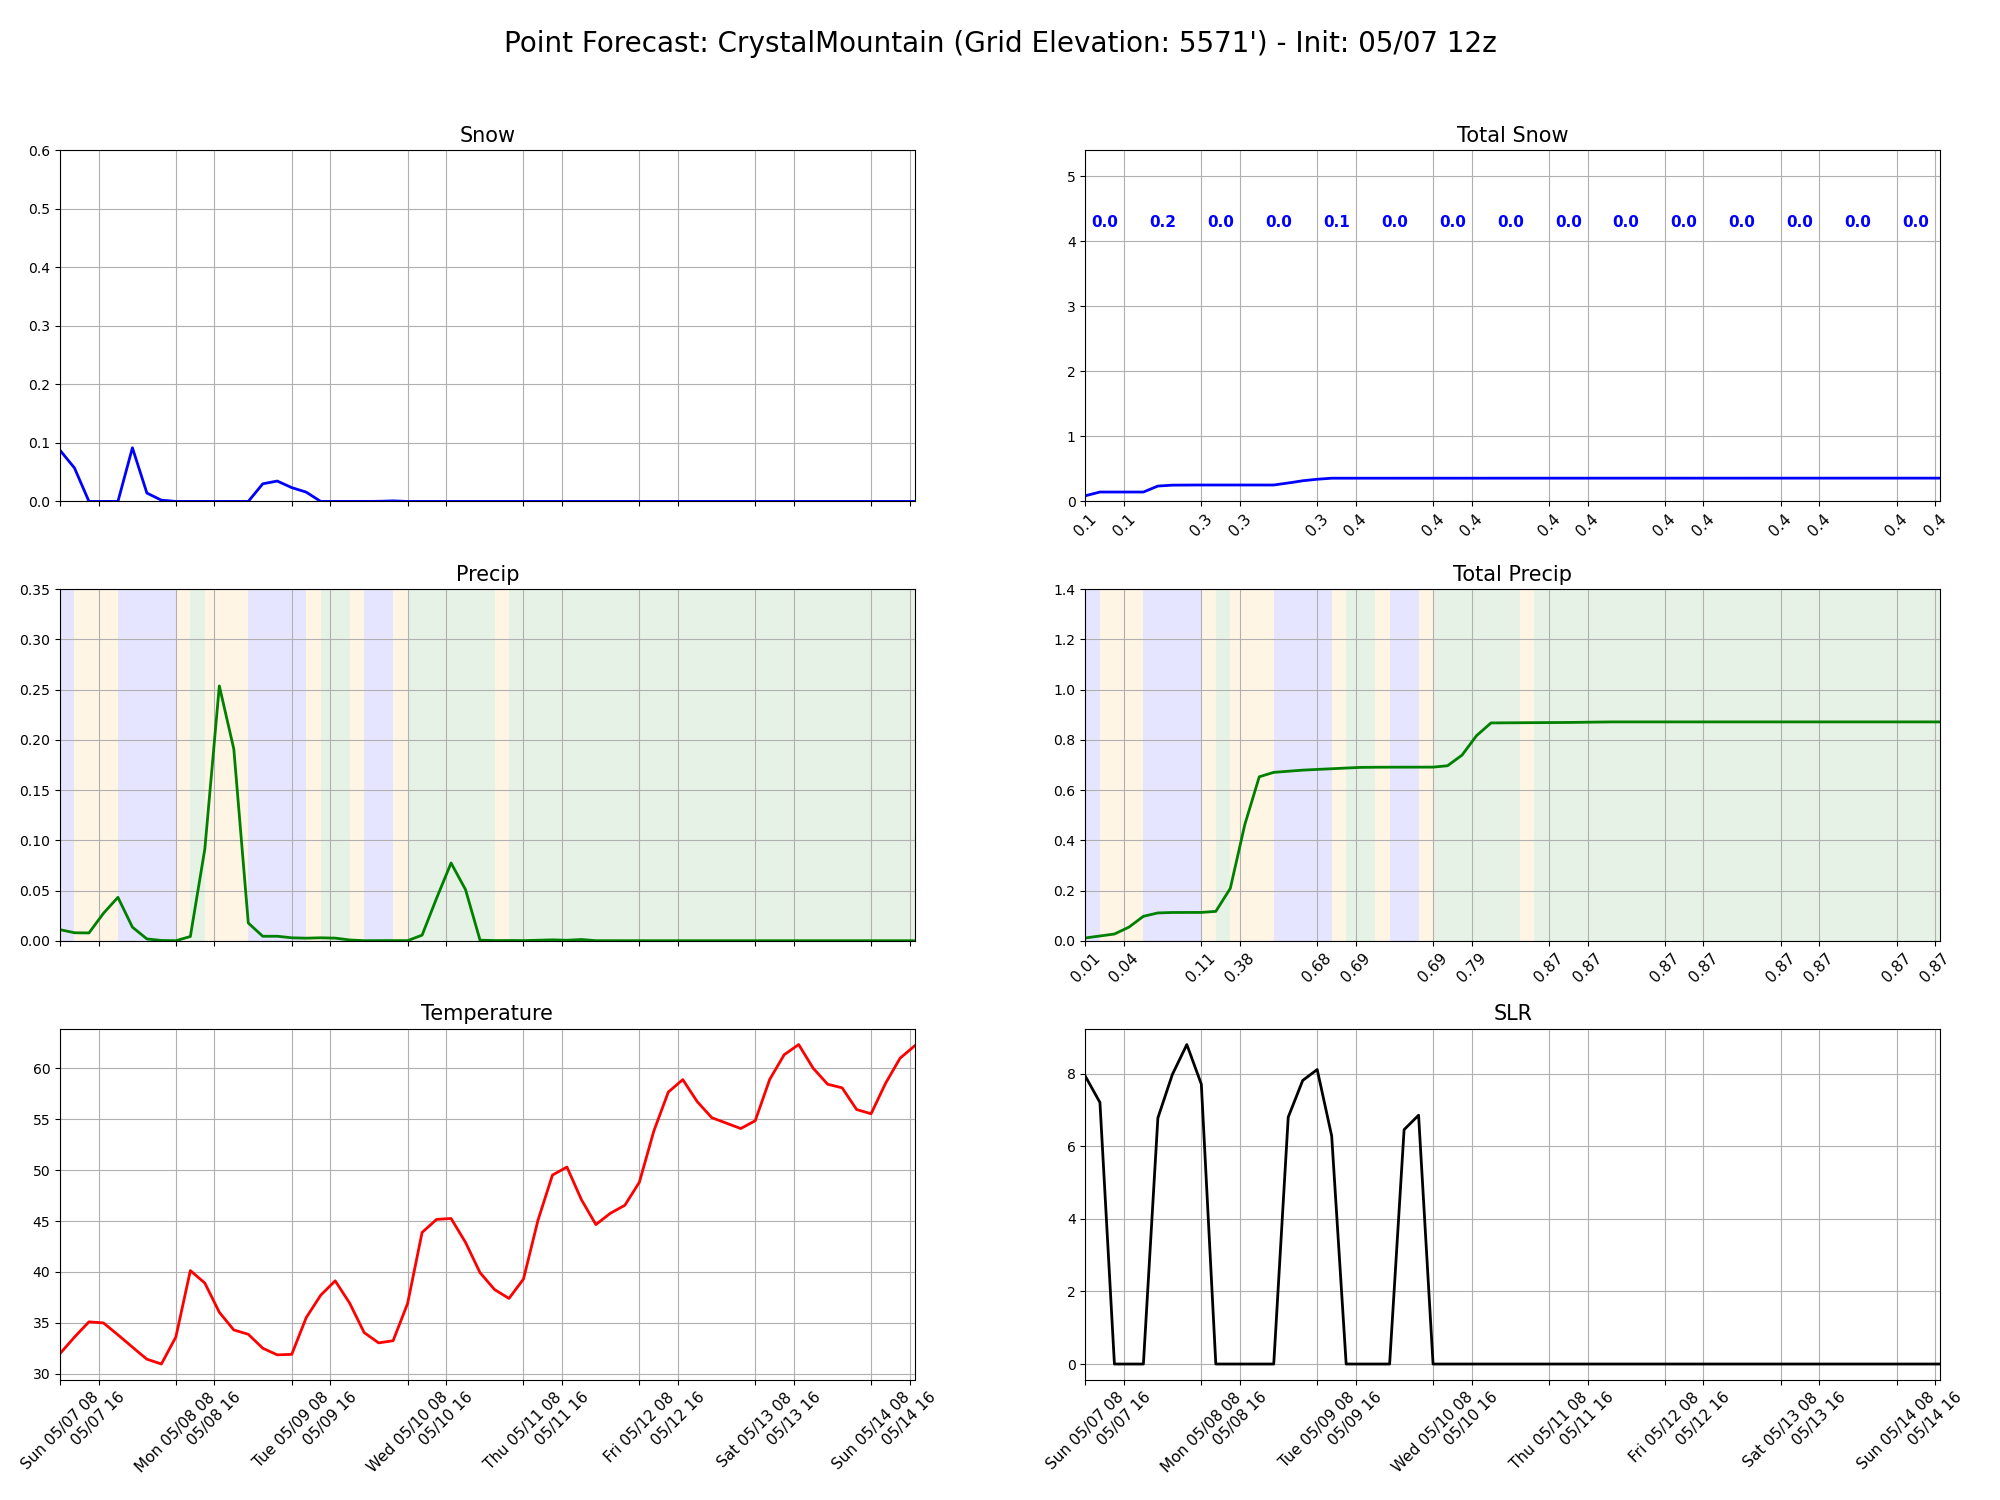 Point Forecast: CrystalMountain (Grid Elevation: 5571') - Init: 05/07 12z
Snow
0.6
0.5
0.4
0.3
0.2
0.1
0.0
Total Snow
5
4
3
2
1
0
0.0 0.2 0.0 0.0 0.1 0.0 0.0 0.0 0.0 0.0 0.0 0.0 0.0 0.0 0.0
0.1 0.1 0.3 0.3 0.3 0.4 0.4 0.4 0.4 0.4 0.4 0.4 0.4 0.4 0.4 0.4
Precip
0.35
0.30
0.25
0.20
0.15
0.10
0.05
0.00
Total Precip
1.4
1.2
1.0
0.8
0.6
0.4
0.2
0.0
0.01 0.04 0.11 0.38 0.68 0.69 0.69 0.79 0.87 0.87 0.87 0.87 0.87 0.87 0.87 0.87
Temperature
60
55
50
45
40
35
30
Sun 05/07 08
05/07 16
Mon 05/08 08
05/08 16
Tue 05/09 08
05/09 16
Wed 05/10 08
05/10 16
Thu 05/11 08
05/11 16
Fri 05/12 08
05/12 16
Sat 05/13 08
05/13 16
Sun 05/14 08
05/14 16
SLR
8
6
4
2
0
Sun 05/07 08
05/07 16
Mon 05/08 08
05/08 16
Tue 05/09 08
05/09 16
Wed 05/10 08
05/10 16
Thu 05/11 08
05/11 16
Fri 05/12 08
05/12 16
Sat 05/13 08
05/13 16
Sun 05/14 08
05/14 16